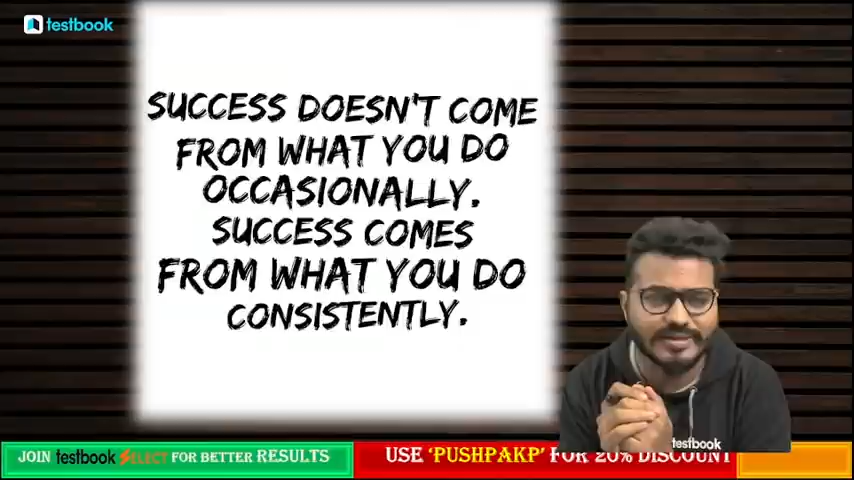 testbook
SUCCESS DOESN'T COME
FROM WHAT YOU DO
OCCASIONALLY.
SUCCESS COMES
FROM WHAT YOU DO
CONSISTENTLY.
testbook
JOIN testbook SELECT FOR BETTER RESULTS
USE 'PUSHPAKP' FOR 20% DISCOUNT